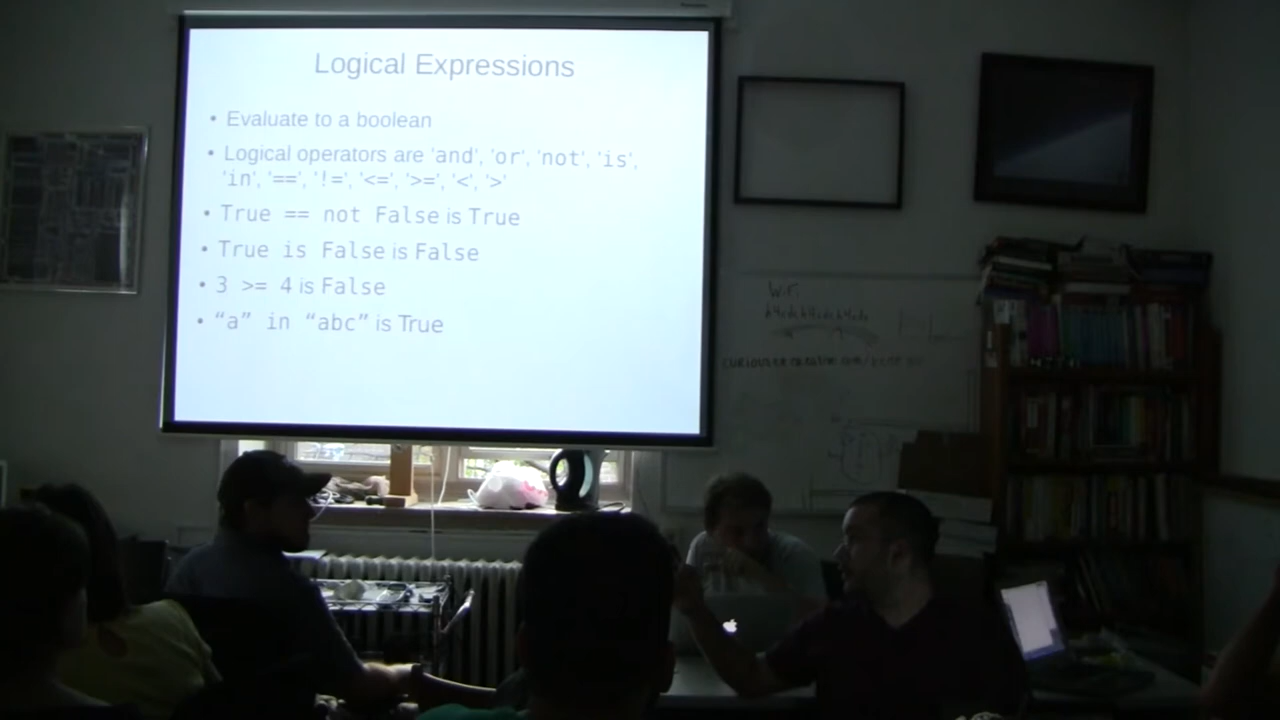 Logical Expressions
• Evaluate to a boolean
• Logical operators are 'and', 'or', 'not', 'is',
'in', '==', '!=', '<=', '>=', '<', '>'
• True == not False is True
• True is False is False
• 3 >= 4 is False
• “a” in “abc” is True